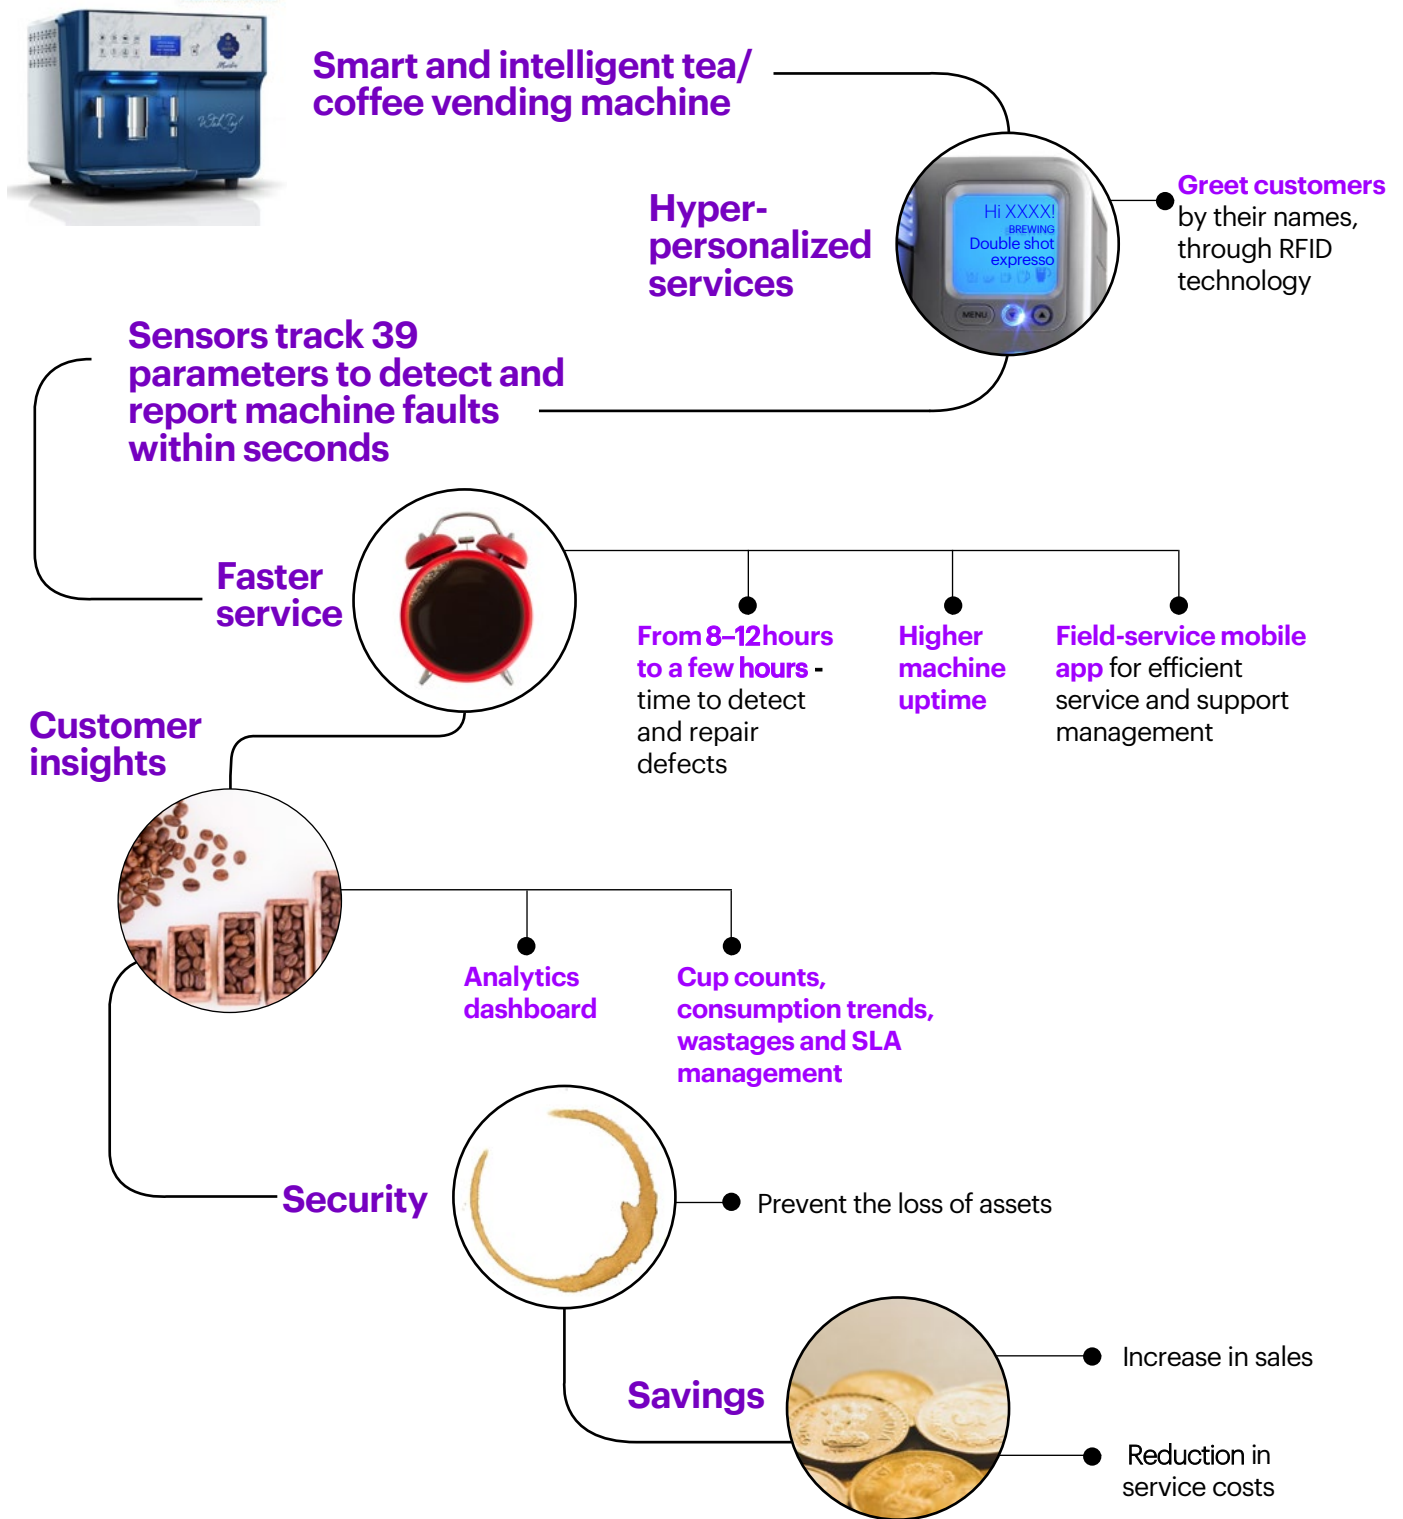 Smart and intelligent tea/
coffee vending machine
Hyper-
personalized
services
Hi XXXX!
BREWING
Double shot
expresso
MENU
Greet customers
by their names,
through RFID
technology
Sensors track 39
parameters to detect and
report machine faults
within seconds
Faster
service
From 8–12 hours
to a few hours -
time to detect
and repair
defects
Higher
machine
uptime
Field-service mobile
app for efficient
service and support
management
Customer
insights
Analytics
dashboard
Cup counts,
consumption trends,
wastages and SLA
management
Security
Prevent the loss of assets
Savings
Increase in sales
Reduction in
service costs